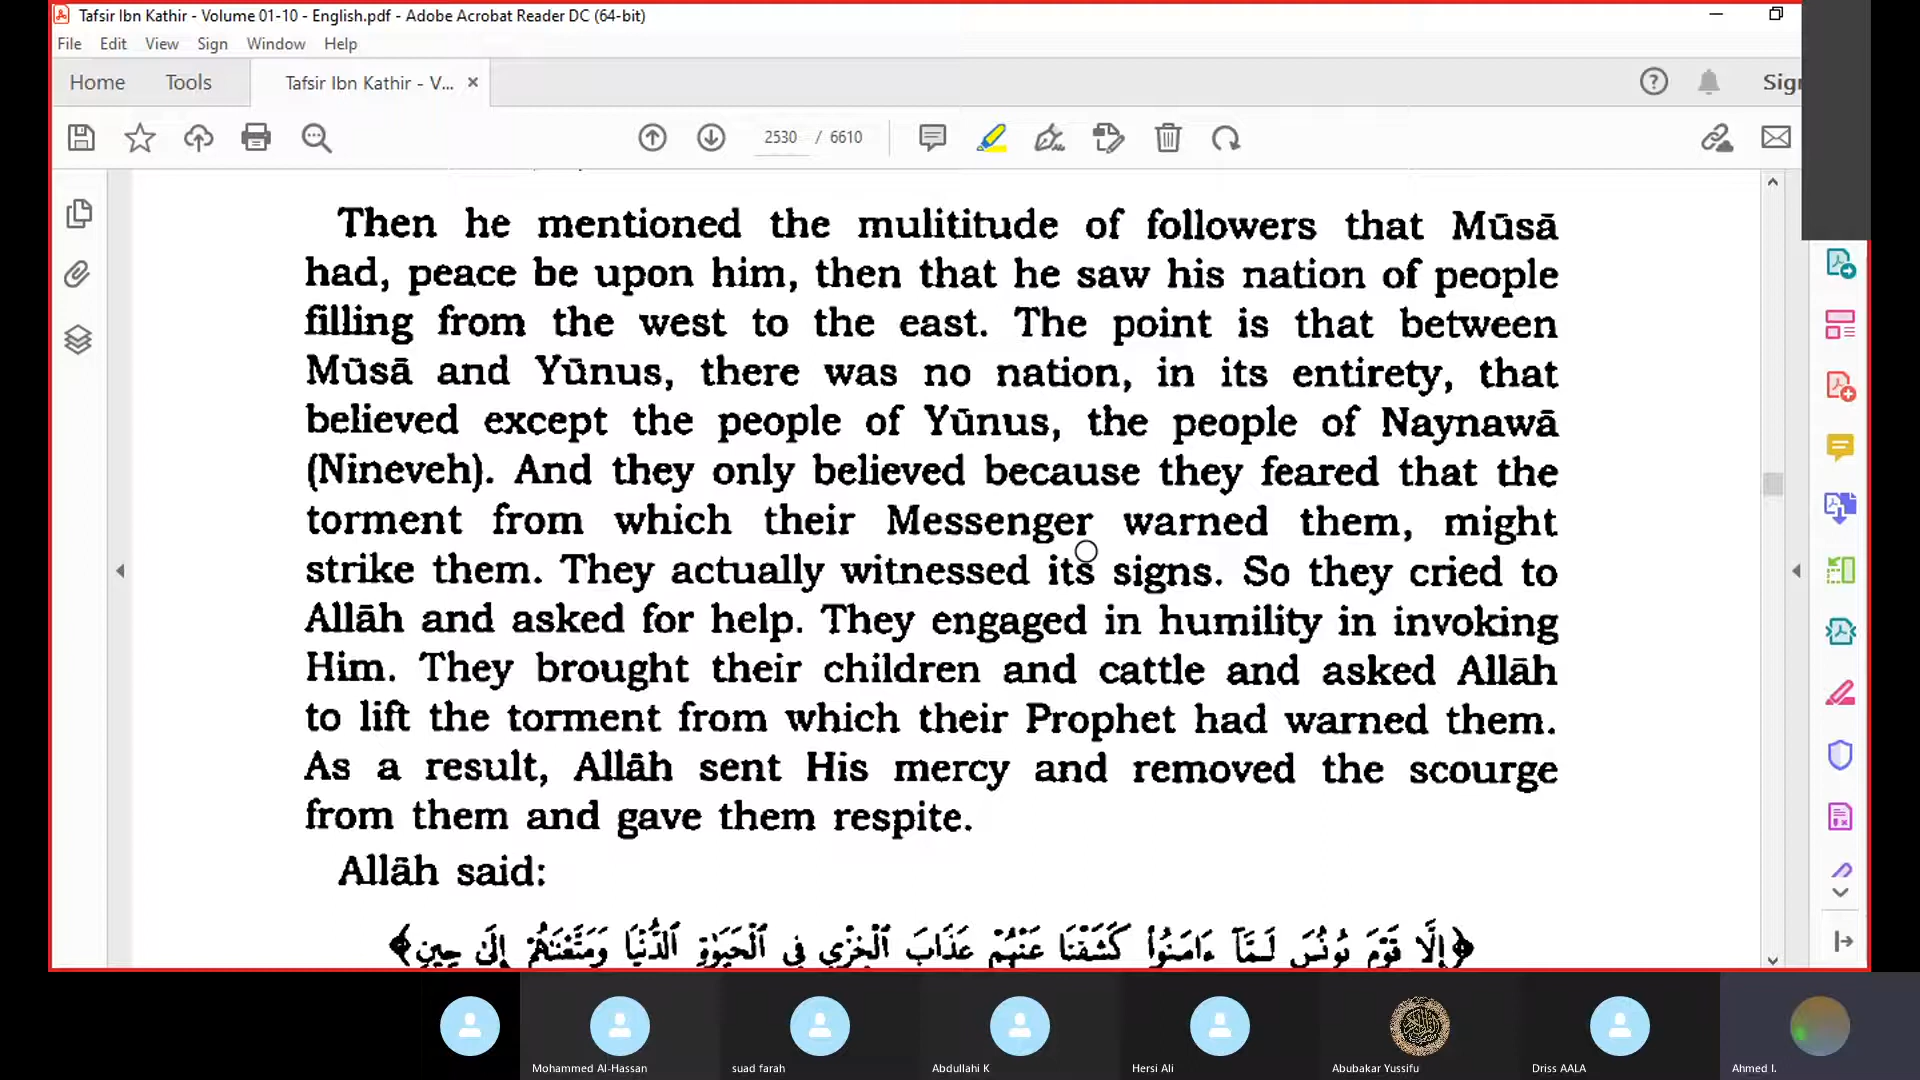 Tafsir Ibn Kathir - Volume 01-10 - English.pdf - Adobe Acrobat Reader DC (64-bit)
File Edit View Sign Window Help
Home Tools Tafsir Ibn Kathir - V... ×
2530 / 6610
Then he mentioned the mulititude of followers that Mūsā
had, peace be upon him, then that he saw his nation of people
filling from the west to the east. The point is that between
Mūsā and Yūnus, there was no nation, in its entirety, that
believed except the people of Yūnus, the people of Naynawā
(Nineveh). And they only believed because they feared that the
torment from which their Messenger warned them, might
strike them. They actually witnessed its signs. So they cried to
Allāh and asked for help. They engaged in humility in invoking
Him. They brought their children and cattle and asked Allāh
to lift the torment from which their Prophet had warned them.
As a result, Allāh sent His mercy and removed the scourge
from them and gave them respite.
Allāh said:
﴿إِلَّا قَوْمَ يُونُسَ لَمَّآ ءَامَنُوا۟ كَشَفْنَا عَنْهُمْ عَذَابَ ٱلْخِزْىِ فِى ٱلْحَيَوٰةِ ٱلدُّنْيَا وَمَتَّعْنَـٰهُمْ إِلَىٰ حِينٍ﴾
Mohammed Al-Hassan suad farah Abdullahi K Hersi Ali Abubakar Yussifu Driss AALA Ahmed I.